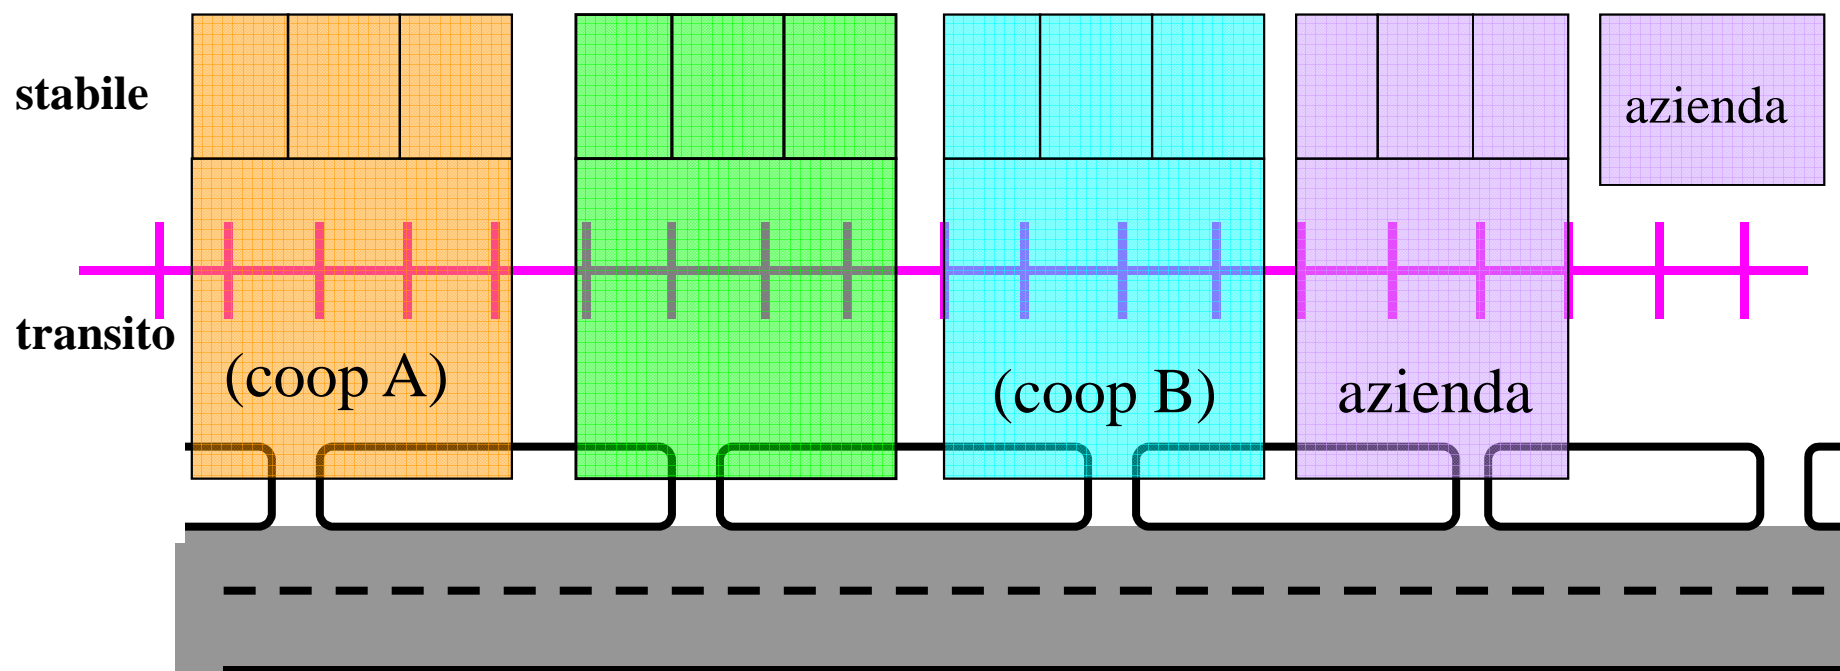 stabile
azienda
transito
(coop A)
(coop B)
azienda